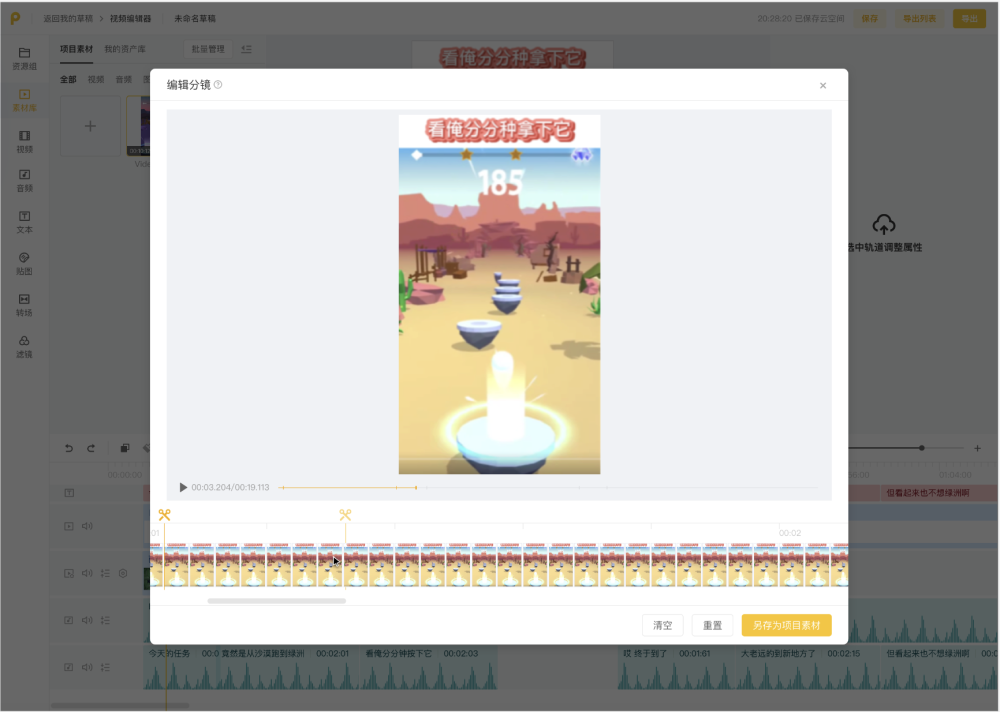 返回我的草稿 > 视频编辑器
未命名草稿
20:28:20 已保存云空间
保存
导出列表
导出
资源组
素材库
视频
音频
文本
贴图
转场
滤镜
项目素材
我的资产库
批量管理
全部
视频
音频
看俺分分种拿下它
编辑分镜
看俺分分种拿下它
185
00:03.204/00:19.113
01
00:02
清空
重置
另存为项目素材
选中轨道调整属性
00:00:00
01:04:00
但看起来也不想绿洲啊
今天的任务
竟然是从沙漠跑到绿洲
00:02:01
看俺分分钟按下它
00:02:03
哎 终于到了
00:01:61
大老远的到新地方了
00:02:15
但看起来也不想绿洲啊